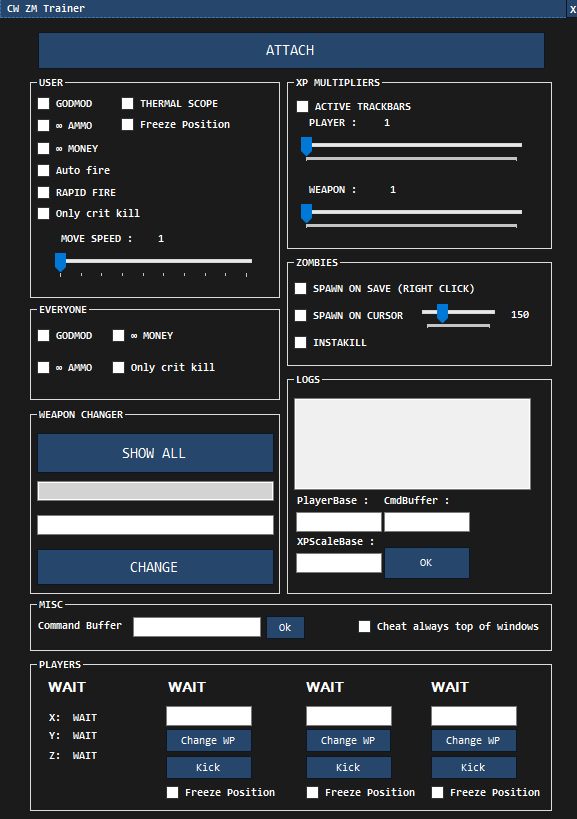 CW ZM Trainer
X
ATTACH
USER
GODMOD
THERMAL SCOPE
∞ AMMO
Freeze Position
∞ MONEY
Auto fire
RAPID FIRE
Only crit kill
MOVE SPEED : 1
XP MULTIPLIERS
ACTIVE TRACKBARS
PLAYER : 1
WEAPON : 1
EVERYONE
GODMOD
∞ MONEY
∞ AMMO
Only crit kill
ZOMBIES
SPAWN ON SAVE (RIGHT CLICK)
SPAWN ON CURSOR 150
INSTAKILL
WEAPON CHANGER
SHOW ALL
CHANGE
LOGS
PlayerBase : CmdBuffer :
XPScaleBase :
OK
MISC
Command Buffer
Ok
Cheat always top of windows
PLAYERS
WAIT WAIT WAIT WAIT
X: WAIT
Y: WAIT
Z: WAIT
Change WP Change WP Change WP
Kick Kick Kick
Freeze Position Freeze Position Freeze Position